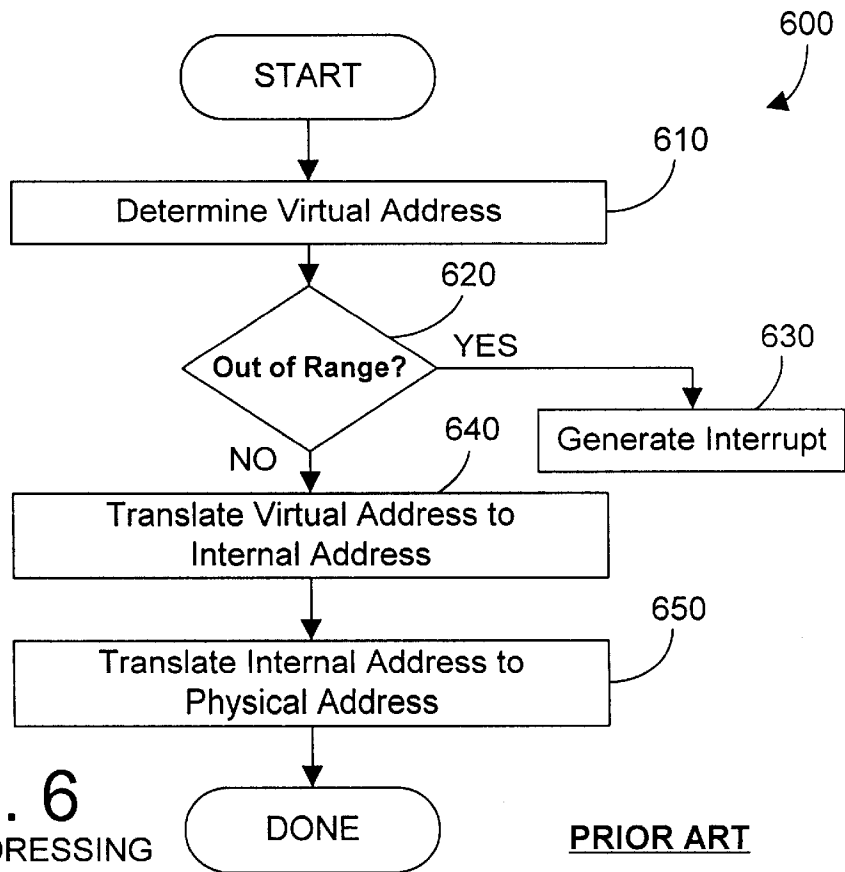 600
START
610
Determine Virtual Address
620
Out of Range?
YES
630
Generate Interrupt
NO
640
Translate Virtual Address to
Internal Address
650
Translate Internal Address to
Physical Address
. 6
DRESSING
DONE
PRIOR ART